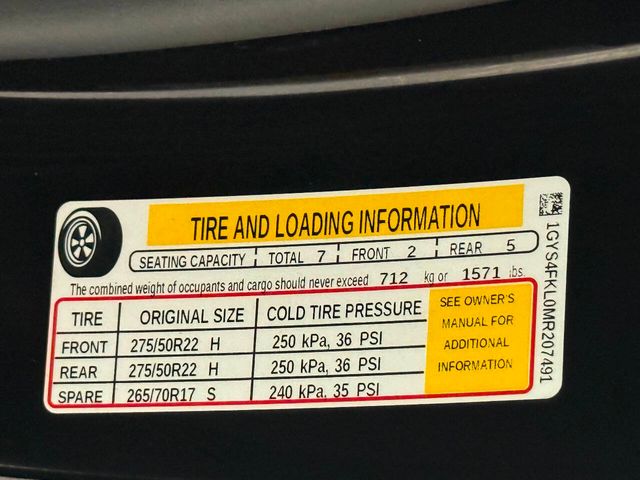 TIRE AND LOADING INFORMATION
SEATING CAPACITY TOTAL 7 FRONT 2 REAR 5
The combined weight of occupants and cargo should never exceed 712 kg or 1571 lbs.
TIRE ORIGINAL SIZE COLD TIRE PRESSURE
FRONT 275/50R22 H 250 kPa, 36 PSI
REAR 275/50R22 H 250 kPa, 36 PSI
SPARE 265/70R17 S 240 kPa, 35 PSI
SEE OWNER'S
MANUAL FOR
ADDITIONAL
INFORMATION
1GYS4FKL0MR207491